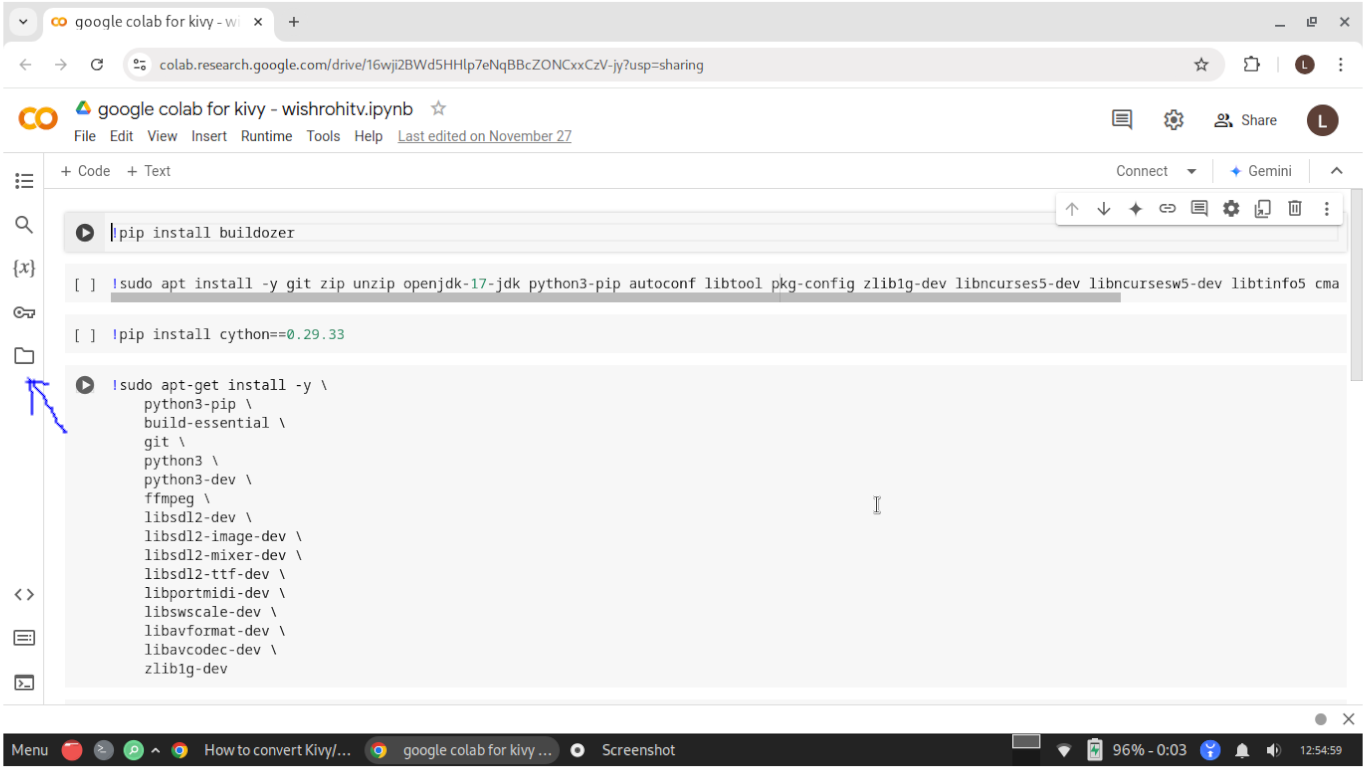 google colab for kivy - wi
colab.research.google.com/drive/16wji2BWd5HHlp7eNqBBcZONCxxCzV-jy?usp=sharing
L
google colab for kivy - wishrohitv.ipynb
File Edit View Insert Runtime Tools Help Last edited on November 27
Share
L
+ Code + Text
Connect
Gemini
!pip install buildozer
[ ] !sudo apt install -y git zip unzip openjdk-17-jdk python3-pip autoconf libtool pkg-config zlib1g-dev libncurses5-dev libncursesw5-dev libtinfo5 cma
{x}
[ ] !pip install cython==0.29.33
!sudo apt-get install -y \
python3-pip \
build-essential \
git \
python3 \
python3-dev \
ffmpeg \
libsdl2-dev \
libsdl2-image-dev \
libsdl2-mixer-dev \
libsdl2-ttf-dev \
libportmidi-dev \
libswscale-dev \
libavformat-dev \
libavcodec-dev \
zlib1g-dev
Menu How to convert Kivy/... google colab for kivy ... Screenshot 96% - 0:03 12:54:59